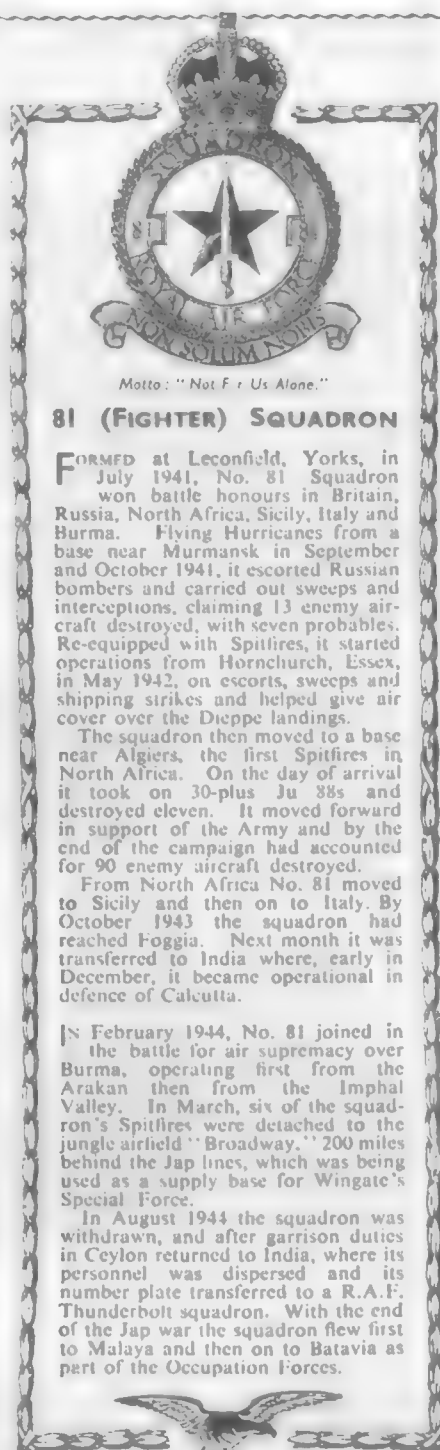 SQUADRON
81
ROYAL AIR FORCE
NON SOLUM NOBIS
Motto: "Not F r Us Alone."
81 (FIGHTER) SQUADRON
FORMED at Leconfield, Yorks, in
July 1941, No. 81 Squadron
won battle honours in Britain,
Russia, North Africa, Sicily, Italy and
Burma. Flying Hurricanes from a
base near Murmansk in September
and October 1941, it escorted Russian
bombers and carried out sweeps and
interceptions, claiming 13 enemy air-
craft destroyed, with seven probables.
Re-equipped with Spitfires, it started
operations from Hornchurch, Essex,
in May 1942, on escorts, sweeps and
shipping strikes and helped give air
cover over the Dieppe landings.
The squadron then moved to a base
near Algiers, the first Spitfires in
North Africa. On the day of arrival
it took on 30-plus Ju 88s and
destroyed eleven. It moved forward
in support of the Army and by the
end of the campaign had accounted
for 90 enemy aircraft destroyed.
From North Africa No. 81 moved
to Sicily and then on to Italy. By
October 1943 the squadron had
reached Foggia. Next month it was
transferred to India where, early in
December, it became operational in
defence of Calcutta.
IN February 1944, No. 81 joined in
the battle for air supremacy over
Burma, operating first from the
Arakan then from the Imphal
Valley. In March, six of the squad-
ron's Spitfires were detached to the
jungle airfield "Broadway," 200 miles
behind the Jap lines, which was being
used as a supply base for Wingate's
Special Force.
In August 1944 the squadron was
withdrawn, and after garrison duties
in Ceylon returned to India, where its
personnel was dispersed and its
number plate transferred to a R.A.F.
Thunderbolt squadron. With the end
of the Jap war the squadron flew first
to Malaya and then on to Batavia as
part of the Occupation Forces.